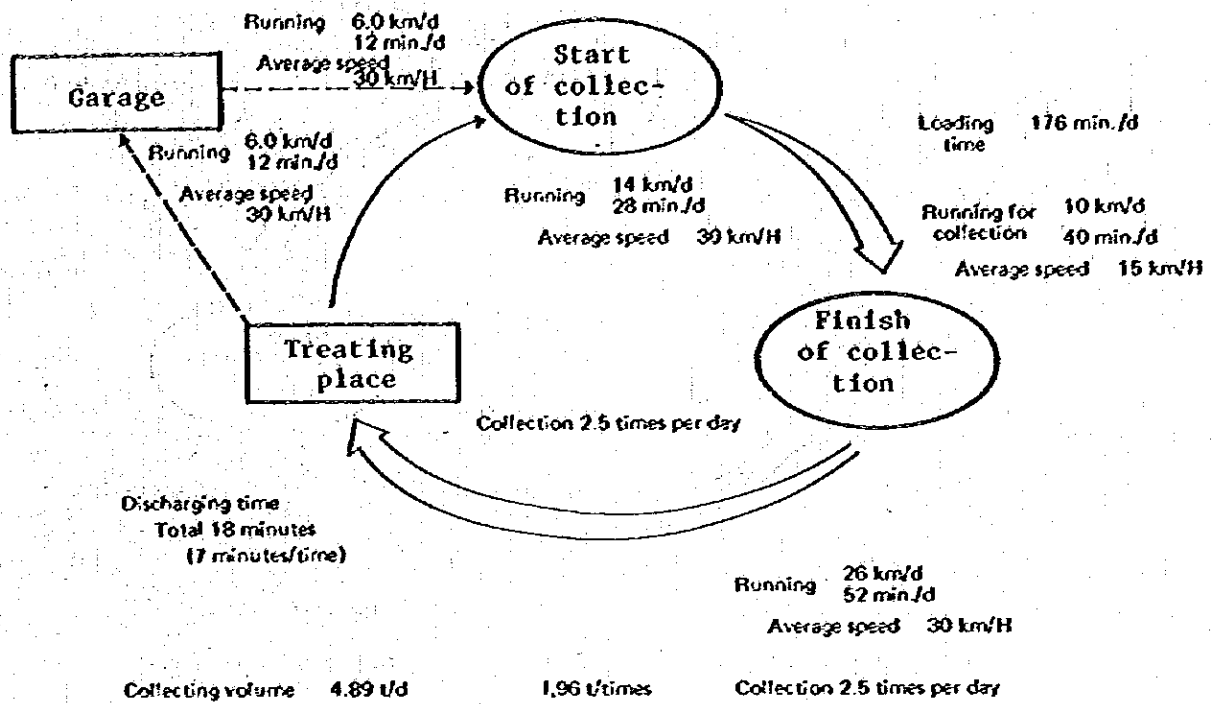 Running 6.0 km/d
12 min./d
Average speed
30 km/H
Garage
Start
of collec-
tion
Running 6.0 km/d
12 min./d
Average speed
30 km/H
Loading 176 min./d
time
Running 14 km/d
28 min./d
Average speed 30 km/H
Running for 10 km/d
collection 40 min./d
Average speed 15 km/H
Treating
place
Finish
of collec-
tion
Collection 2.5 times per day
Discharging time
Total 18 minutes
(7 minutes/time)
Running 26 km/d
52 min./d
Average speed 30 km/H
Collecting volume 4.89 t/d 1,96 t/times Collection 2.5 times per day